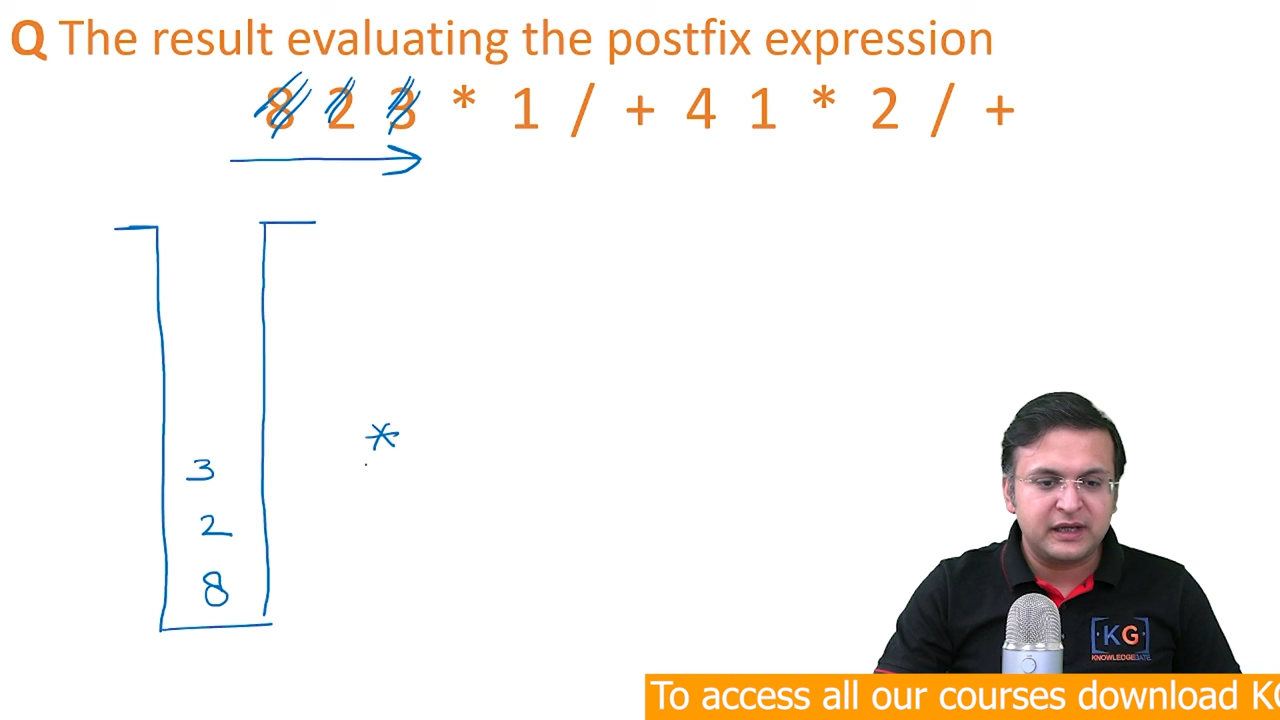 Q The result evaluating the postfix expression
8 2 3 * 1 / + 4 1 * 2 / +
*
3
2
8
KG
KNOWLEDGEGATE
To access all our courses download KG